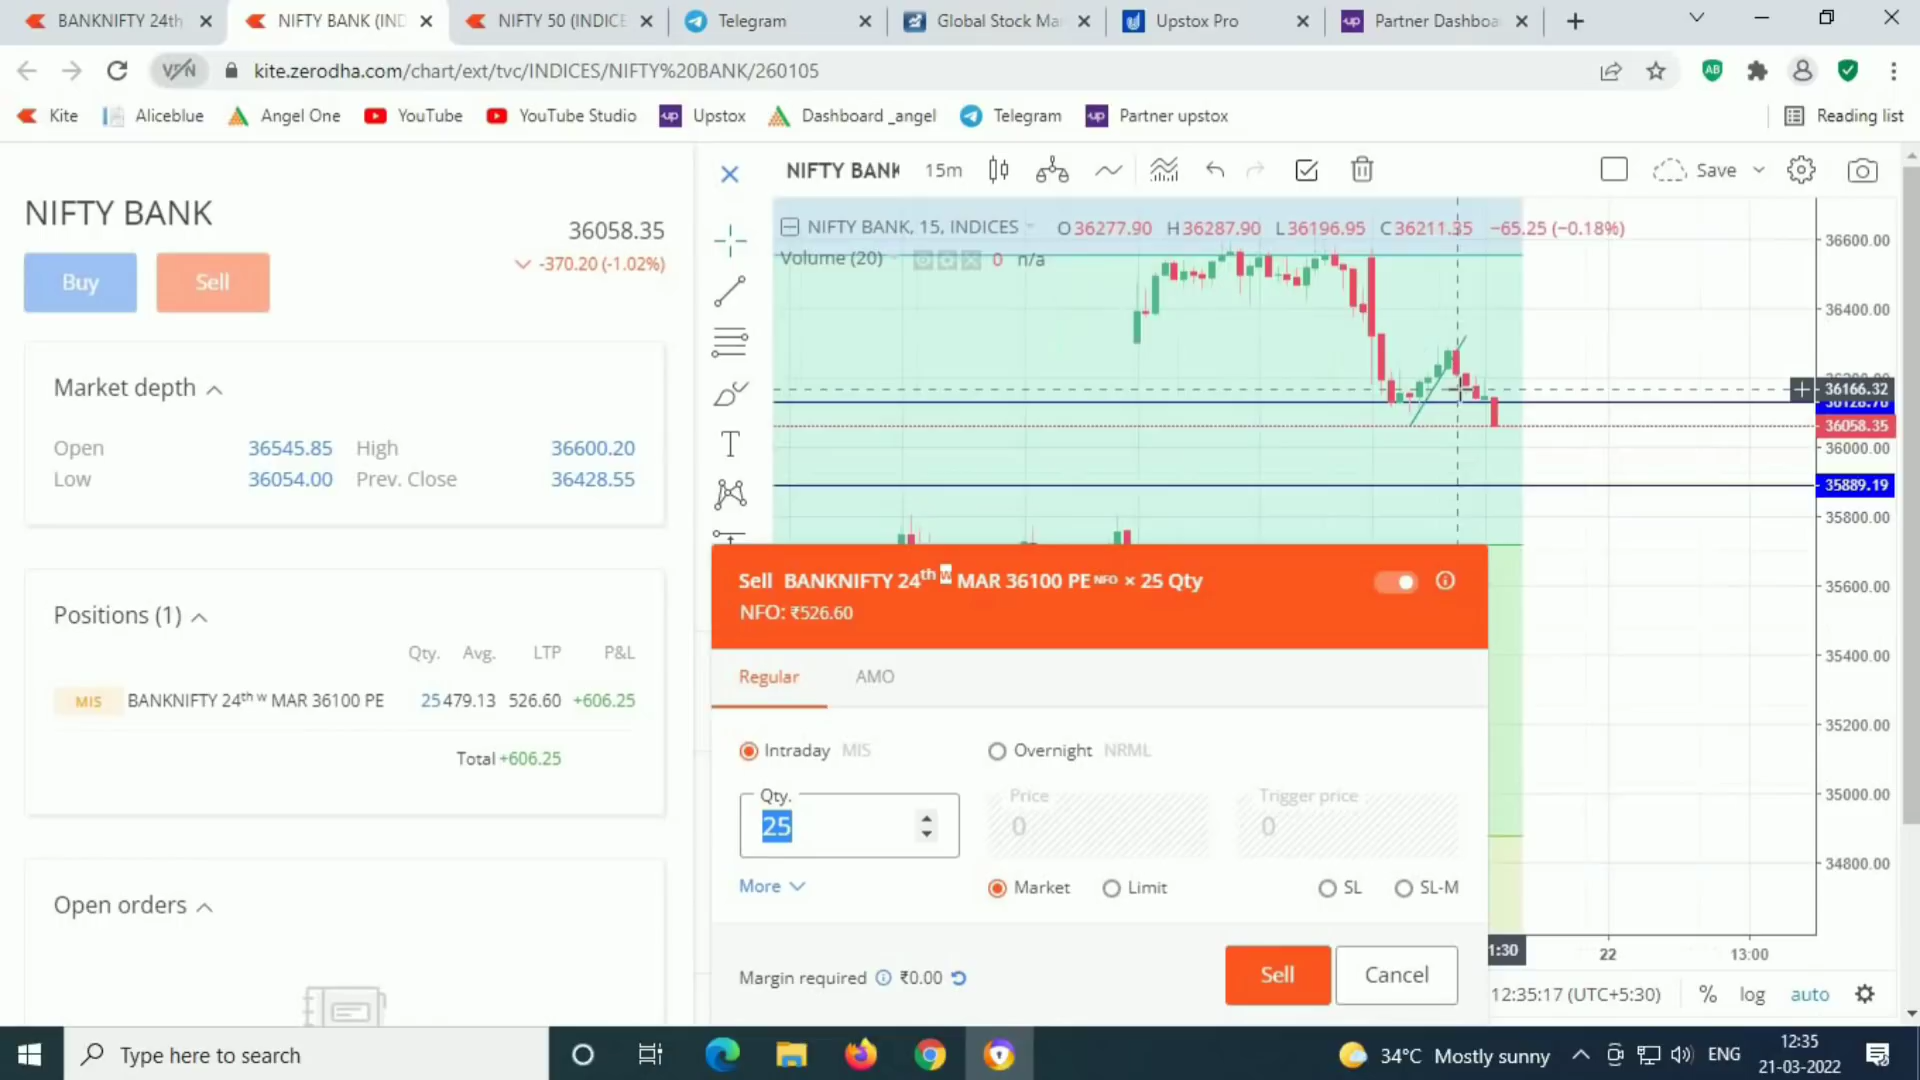 BANKNIFTY 24th
NIFTY BANK (IND
NIFTY 50 (INDICE
Telegram
Global Stock Ma
Upstox Pro
Partner Dashboa
kite.zerodha.com/chart/ext/tvc/INDICES/NIFTY%20BANK/260105
Kite
Aliceblue
Angel One
YouTube
YouTube Studio
Upstox
Dashboard _angel
Telegram
Partner upstox
Reading list
NIFTY BANK
36058.35
-370.20 (-1.02%)
Buy
Sell
Market depth
Open 36545.85 High 36600.20
Low 36054.00 Prev. Close 36428.55
Positions (1)
Qty. Avg. LTP P&L
MIS BANKNIFTY 24th w MAR 36100 PE 25 479.13 526.60 +606.25
Total +606.25
Open orders
NIFTY BANK 15m
Save
NIFTY BANK, 15, INDICES O36277.90 H36287.90 L36196.95 C36211.35 −65.25 (−0.18%)
Volume (20) 0 n/a
36600.00
36400.00
36166.32
36058.35
36000.00
35889.19
35800.00
35600.00
35400.00
35200.00
35000.00
34800.00
Sell BANKNIFTY 24th w MAR 36100 PE NFO × 25 Qty
NFO: ₹526.60
Regular AMO
Intraday MIS
Overnight NRML
Qty.
25
Price
0
Trigger price
0
More
Market
Limit
SL
SL-M
Margin required ₹0.00
Sell
Cancel
1:30
22
13:00
12:35:17 (UTC+5:30)
%
log
auto
Type here to search
34°C Mostly sunny
ENG
12:35
21-03-2022